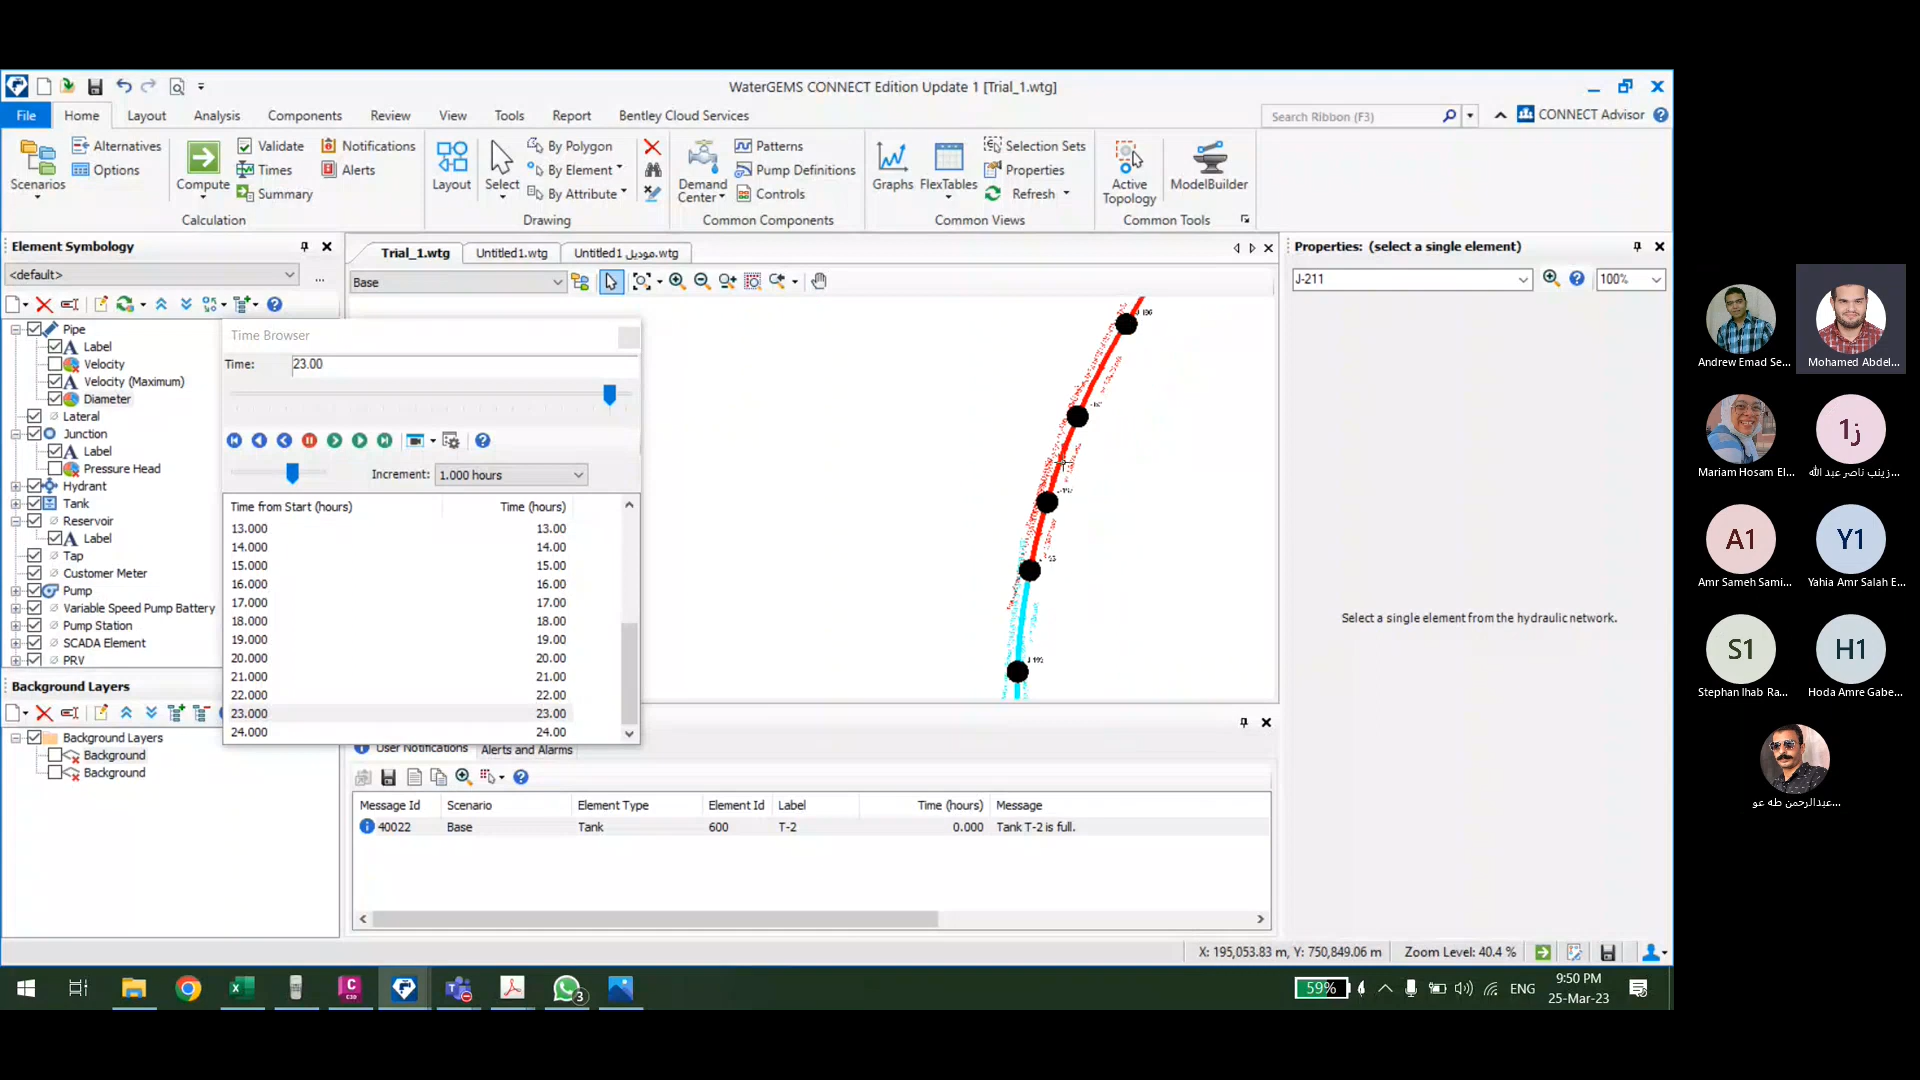 WaterGEMS CONNECT Edition Update 1 [Trial_1.wtg]
File Home Layout Analysis Components Review View Tools Report Bentley Cloud Services Search Ribbon (F3) CONNECT Advisor
Scenarios
Alternatives
Options
Compute
Validate
Times
Summary
Notifications
Alerts
Calculation
Layout
Select
By Polygon
By Element
By Attribute
Drawing
Demand Center
Patterns
Pump Definitions
Controls
Common Components
Graphs
FlexTables
Selection Sets
Properties
Refresh
Common Views
Active Topology
ModelBuilder
Common Tools
Element Symbology
<default>
...
Pipe
Label
Velocity
Velocity (Maximum)
Diameter
Lateral
Junction
Label
Pressure Head
Hydrant
Tank
Reservoir
Label
Tap
Customer Meter
Pump
Variable Speed Pump Battery
Pump Station
SCADA Element
PRV
Background Layers
Background Layers
Background
Background
Trial_1.wtg Untitled1.wtg Untitled1 موديل.wtg
Base
Time Browser
Time: 23.00
Increment: 1.000 hours
Time from Start (hours) Time (hours)
13.000 13.00
14.000 14.00
15.000 15.00
16.000 16.00
17.000 17.00
18.000 18.00
19.000 19.00
20.000 20.00
21.000 21.00
22.000 22.00
23.000 23.00
24.000 24.00
User Notifications Alerts and Alarms
Message Id Scenario Element Type Element Id Label Time (hours) Message
40022 Base Tank 600 T-2 0.000 Tank T-2 is full.
Properties: (select a single element)
J-211 100%
Select a single element from the hydraulic network.
X: 195,053.83 m, Y: 750,849.06 m Zoom Level: 40.4 %
59% ENG 9:50 PM
25-Mar-23
3
Andrew Emad Se...
Mohamed Abdel...
Mariam Hosam El...
ز1
زينب ناصر عبد الله...
A1
Amr Sameh Sami...
Y1
Yahia Amr Salah E...
S1
Stephan Ihab Ra...
H1
Hoda Amre Gabe...
عبدالرحمن طه عو...